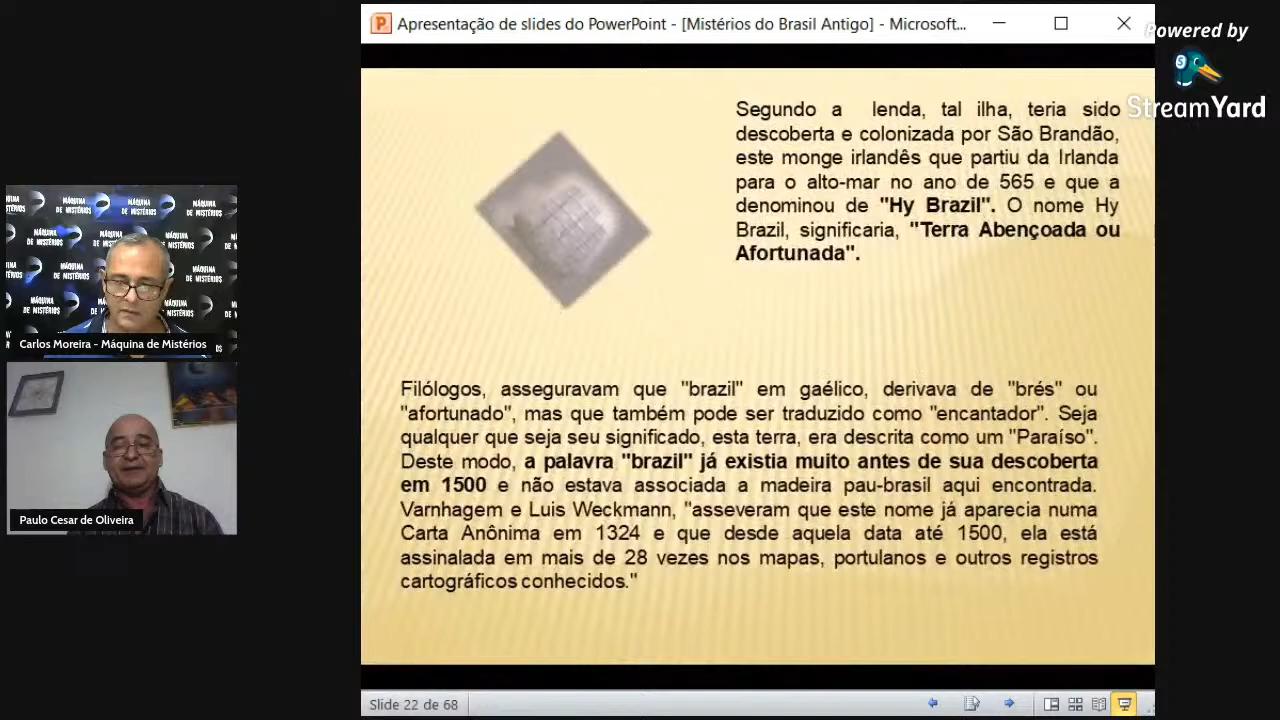 Apresentação de slides do PowerPoint - [Mistérios do Brasil Antigo] - Microsoft...
Powered by
StreamYard
Segundo a lenda, tal ilha, teria sido
descoberta e colonizada por São Brandão,
este monge irlandês que partiu da Irlanda
para o alto-mar no ano de 565 e que a
denominou de "Hy Brazil". O nome Hy
Brazil, significaria, "Terra Abençoada ou
Afortunada".
Filólogos, asseguravam que "brazil" em gaélico, derivava de "brés" ou
"afortunado", mas que também pode ser traduzido como "encantador". Seja
qualquer que seja seu significado, esta terra, era descrita como um "Paraíso".
Deste modo, a palavra "brazil" já existia muito antes de sua descoberta
em 1500 e não estava associada a madeira pau-brasil aqui encontrada.
Varnhagem e Luis Weckmann, "asseveram que este nome já aparecia numa
Carta Anônima em 1324 e que desde aquela data até 1500, ela está
assinalada em mais de 28 vezes nos mapas, portulanos e outros registros
cartográficos conhecidos."
MÁQUINA
DE MISTÉRIOS
Carlos Moreira - Máquina de Mistérios
Paulo Cesar de Oliveira
Slide 22 de 68